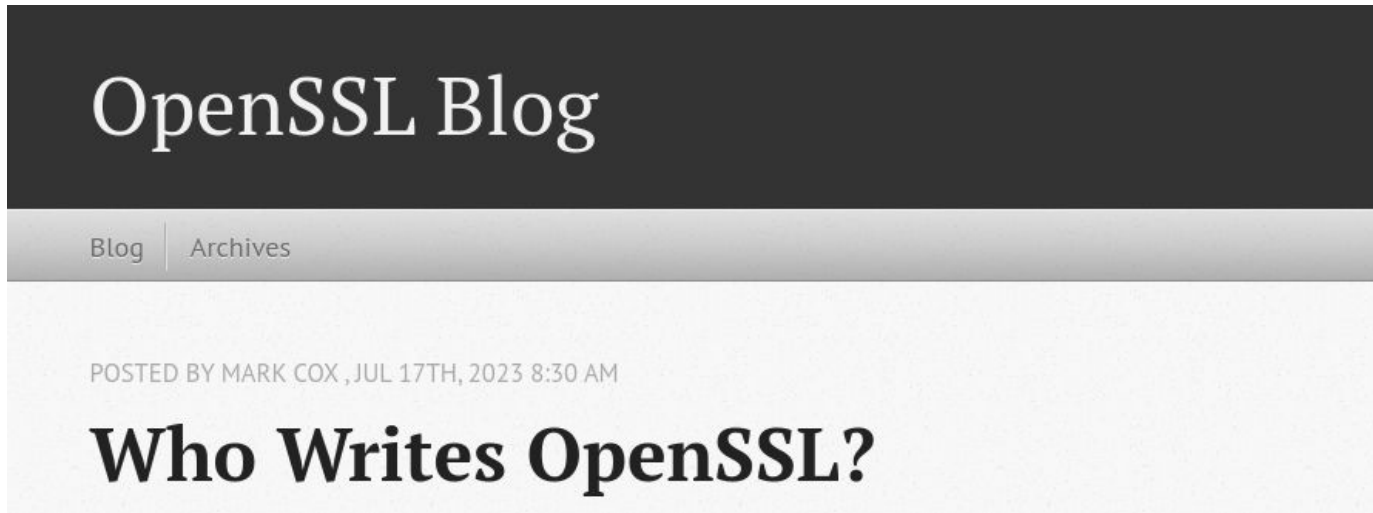 OpenSSL Blog
Blog Archives
POSTED BY MARK COX , JUL 17TH, 2023 8:30 AM
Who Writes OpenSSL?